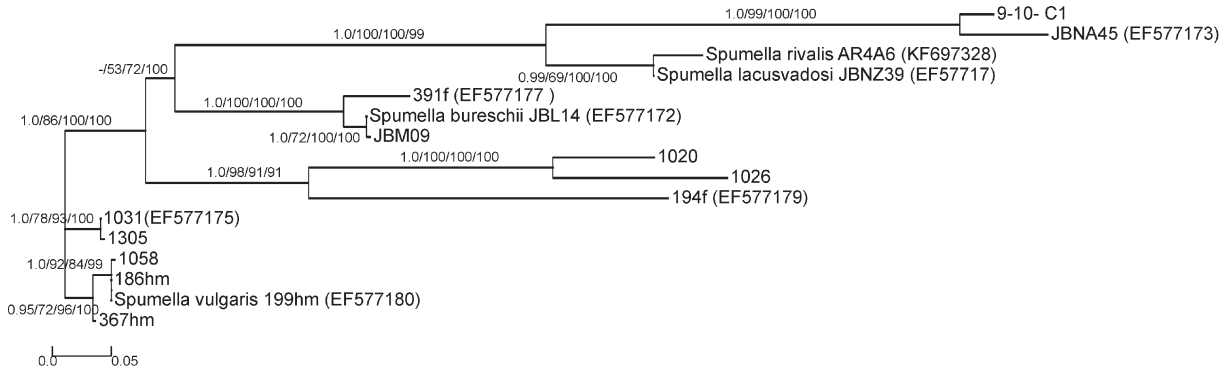 1.0/99/100/100
9-10- C1
1.0/100/100/99
JBNA45 (EF577173)
Spumella rivalis AR4A6 (KF697328)
-/53/72/100
0.99/69/100/100
Spumella lacusvadosi JBNZ39 (EF57717)
391f (EF577177 )
1.0/100/100/100
Spumella bureschii JBL14 (EF577172)
1.0/86/100/100
1.0/72/100/100
JBM09
1.0/100/100/100
1020
1.0/98/91/91
1026
194f (EF577179)
1.0/78/93/100
1031(EF577175)
1305
1.0/92/84/99
1058
186hm
Spumella vulgaris 199hm (EF577180)
0.95/72/96/100
367hm
0.0
0.05